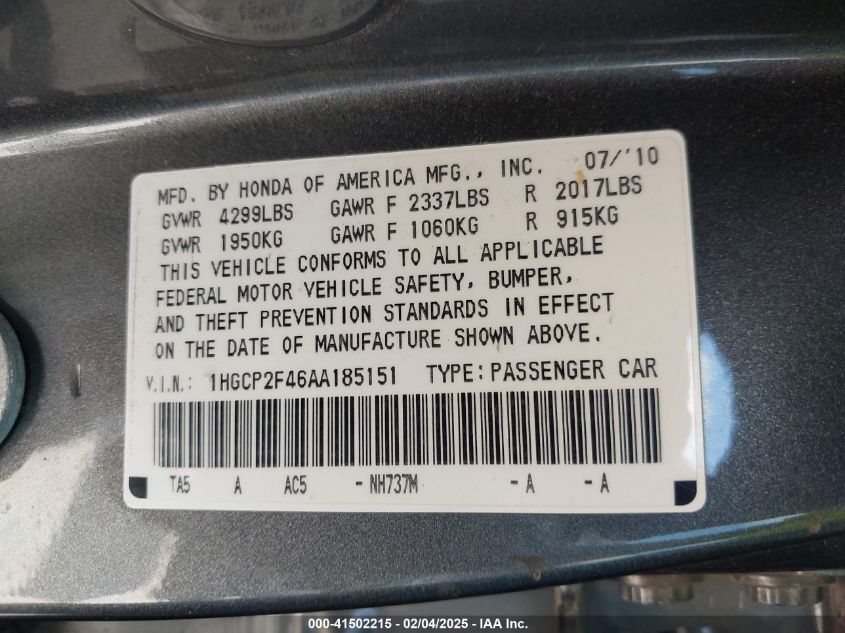 MFD. BY HONDA OF AMERICA MFG., INC. 07/'10
GVWR 4299LBS GAWR F 2337LBS R 2017LBS
GVWR 1950KG GAWR F 1060KG R 915KG
THIS VEHICLE CONFORMS TO ALL APPLICABLE
FEDERAL MOTOR VEHICLE SAFETY, BUMPER,
AND THEFT PREVENTION STANDARDS IN EFFECT
ON THE DATE OF MANUFACTURE SHOWN ABOVE.
V.I.N.: 1HGCP2F46AA185151 TYPE: PASSENGER CAR
TA5 A AC5 - NH737M - A - A
000-41502215 - 02/04/2025 - IAA Inc.